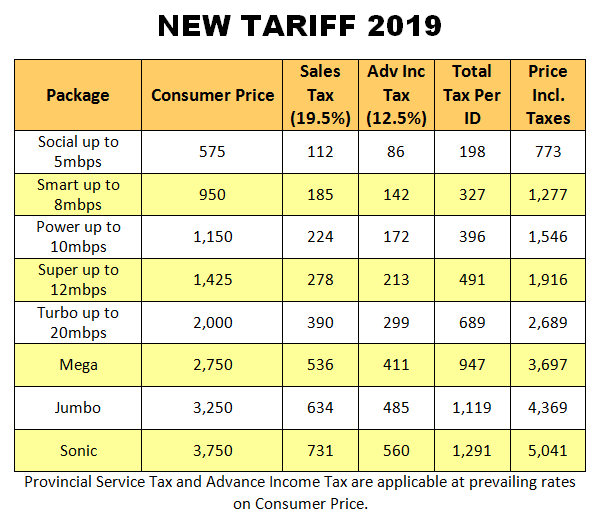 NEW TARIFF 2019
Package Consumer Price Sales Tax (19.5%) Adv Inc Tax (12.5%) Total Tax Per ID Price Incl. Taxes
Social up to 5mbps 575 112 86 198 773
Smart up to 8mbps 950 185 142 327 1,277
Power up to 10mbps 1,150 224 172 396 1,546
Super up to 12mbps 1,425 278 213 491 1,916
Turbo up to 20mbps 2,000 390 299 689 2,689
Mega 2,750 536 411 947 3,697
Jumbo 3,250 634 485 1,119 4,369
Sonic 3,750 731 560 1,291 5,041
Provincial Service Tax and Advance Income Tax are applicable at prevailing rates
on Consumer Price.